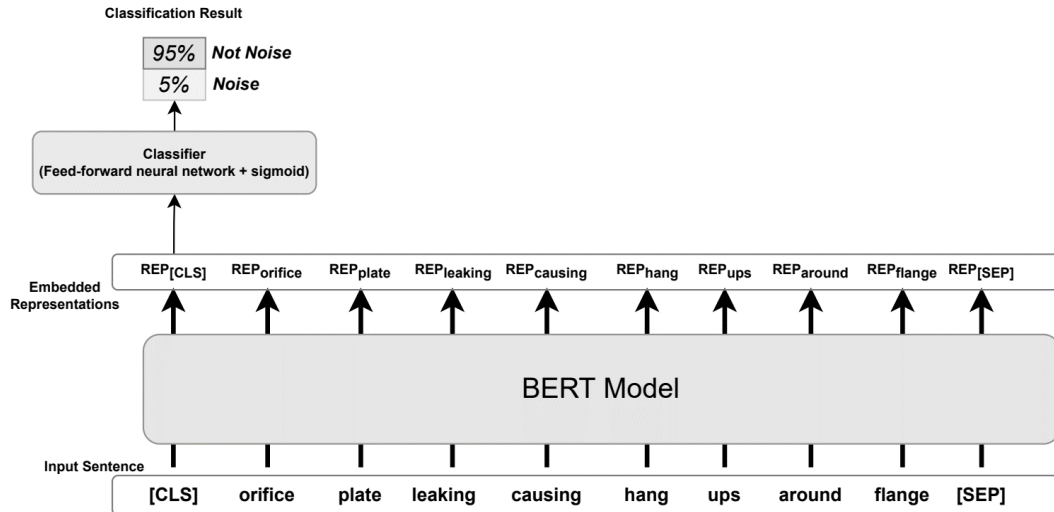 Classification Result
95% Not Noise
5% Noise
Classifier
(Feed-forward neural network + sigmoid)
REP[CLS] REPorifice REPplate REPleaking REPcausing REPhang REPups REParound REPflange REP[SEP]
Embedded
Representations
BERT Model
Input Sentence
[CLS] orifice plate leaking causing hang ups around flange [SEP]